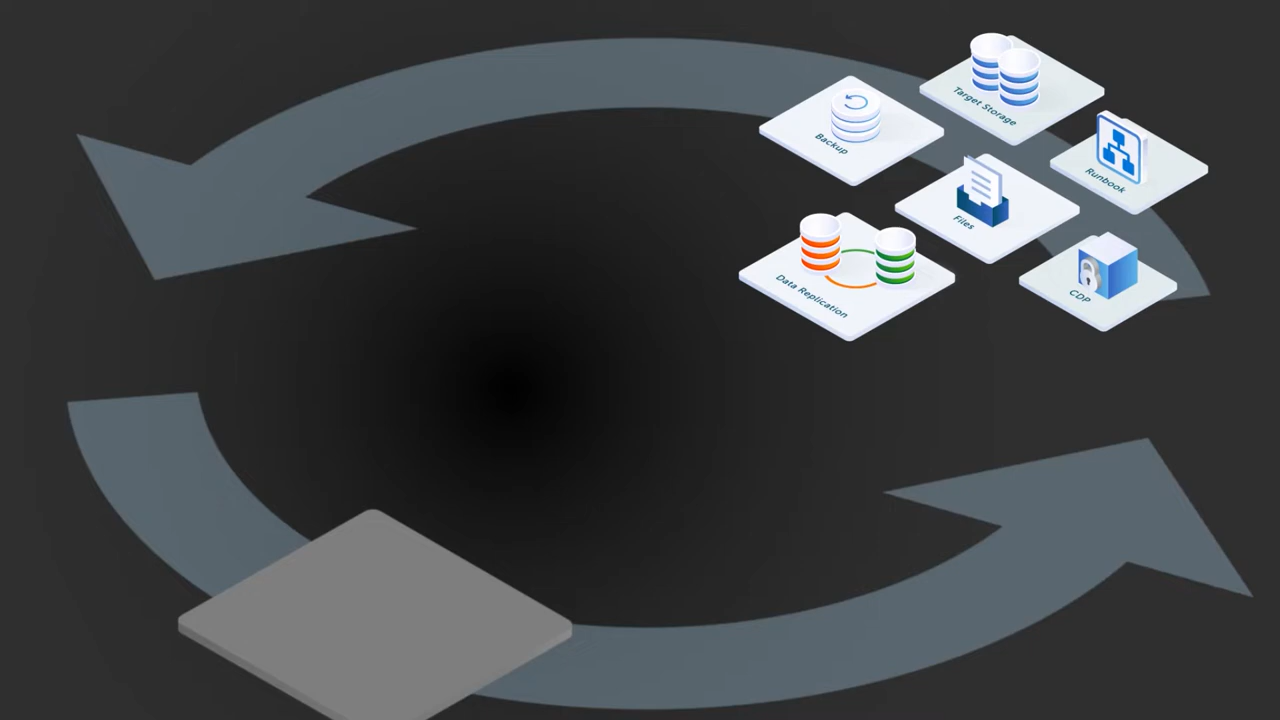 Target Storage
Backup
Runbook
Files
Data Replication
CDP